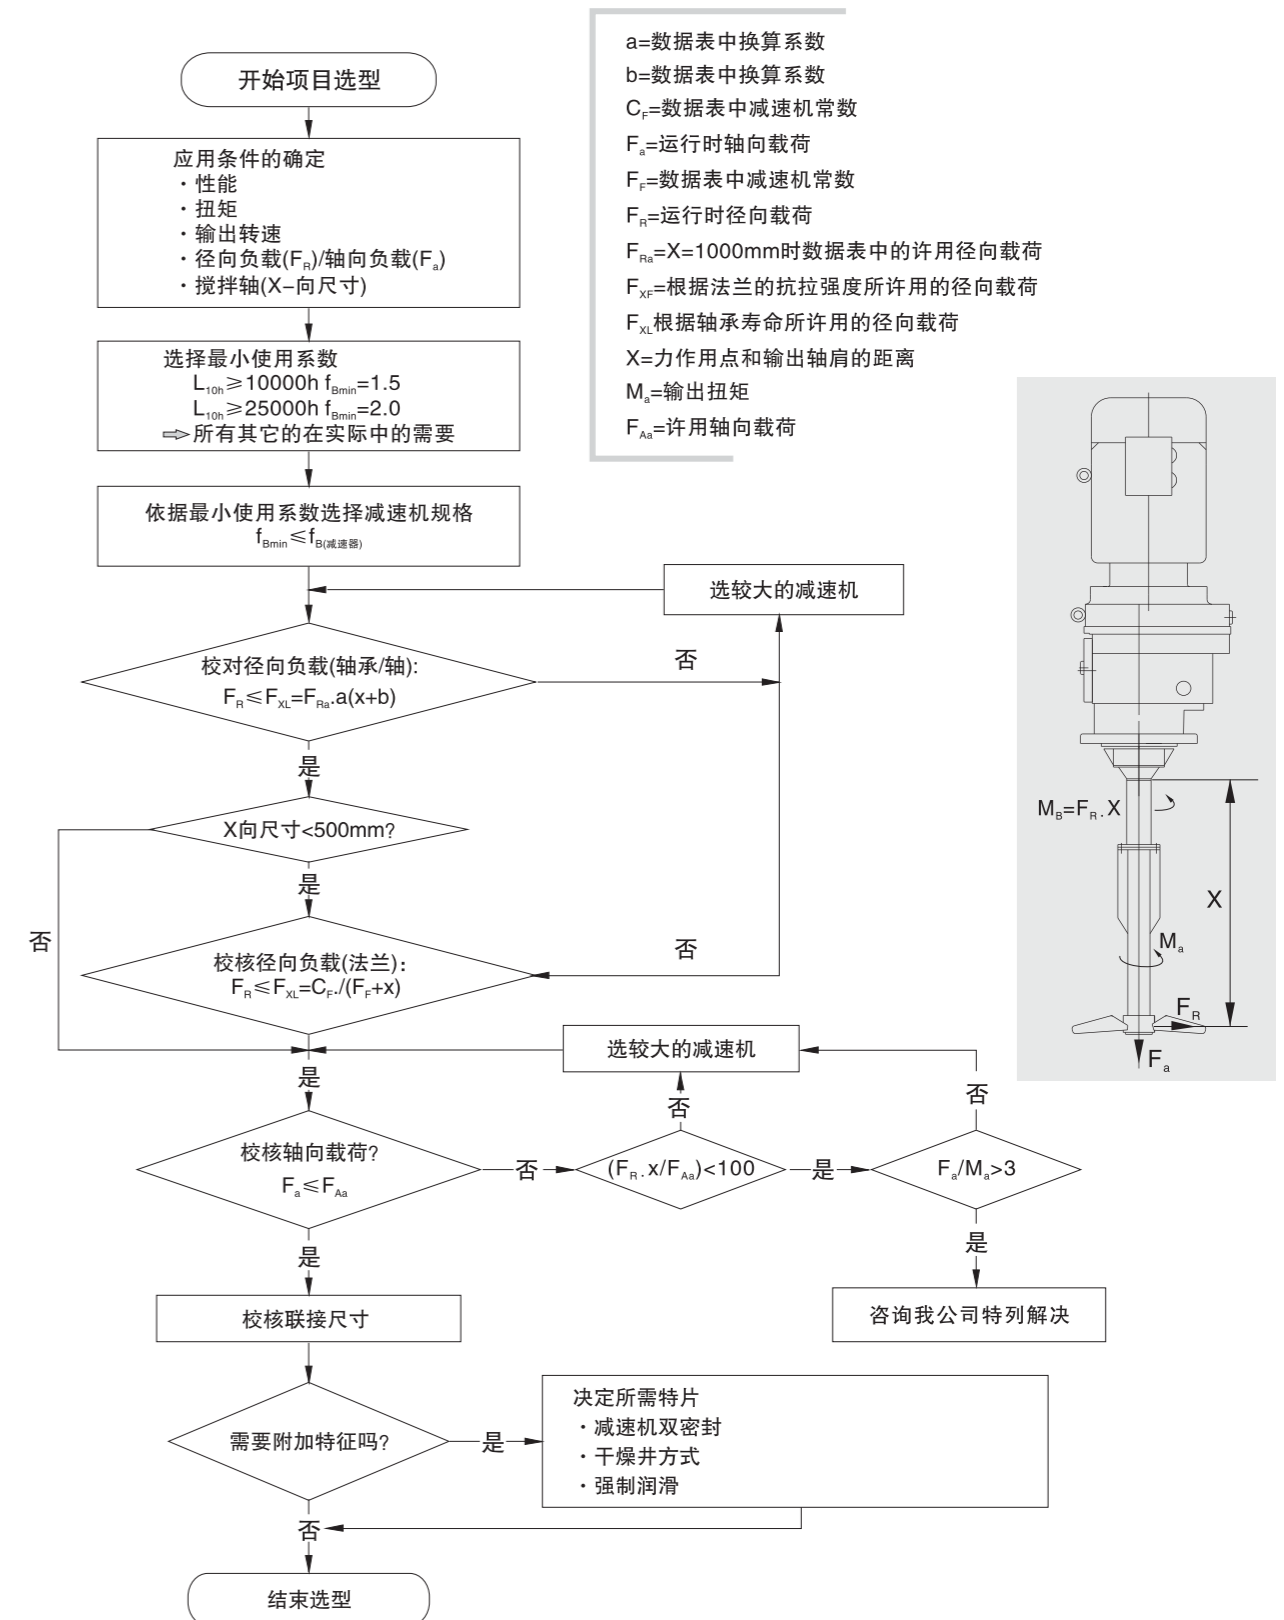 开始项目选型
应用条件的确定
·性能
·扭矩
·输出转速
·径向负载(FR)/轴向负载(Fa)
·搅拌轴(X-向尺寸)
选择最小使用系数
L10h≥10000h fBmin=1.5
L10h≥25000h fBmin=2.0
⇨所有其它的在实际中的需要
依据最小使用系数选择减速机规格
fBmin≤fB(减速器)
选较大的减速机
校对径向负载(轴承/轴):
FR≤FXL=FRa.a(x+b)
否
是
X向尺寸<500mm?
是
否
校核径向负载(法兰):
FR≤FXL=CF./(FF+x)
否
选较大的减速机
是
否
否
校核轴向载荷?
Fa≤FAa
否
(FR.x/FAa)<100
是
Fa/Ma>3
是
是
校核联接尺寸
咨询我公司特列解决
需要附加特征吗?
是
决定所需特片
·减速机双密封
·干燥井方式
·强制润滑
否
结束选型
a=数据表中换算系数
b=数据表中换算系数
CF=数据表中减速机常数
Fa=运行时轴向载荷
FF=数据表中减速机常数
FR=运行时径向载荷
FRa=X=1000mm时数据表中的许用径向载荷
FXF=根据法兰的抗拉强度所许用的径向载荷
FXL根据轴承寿命所许用的径向载荷
X=力作用点和输出轴肩的距离
Ma=输出扭矩
FAa=许用轴向载荷
MB=FR.X
X
Ma
FR
Fa